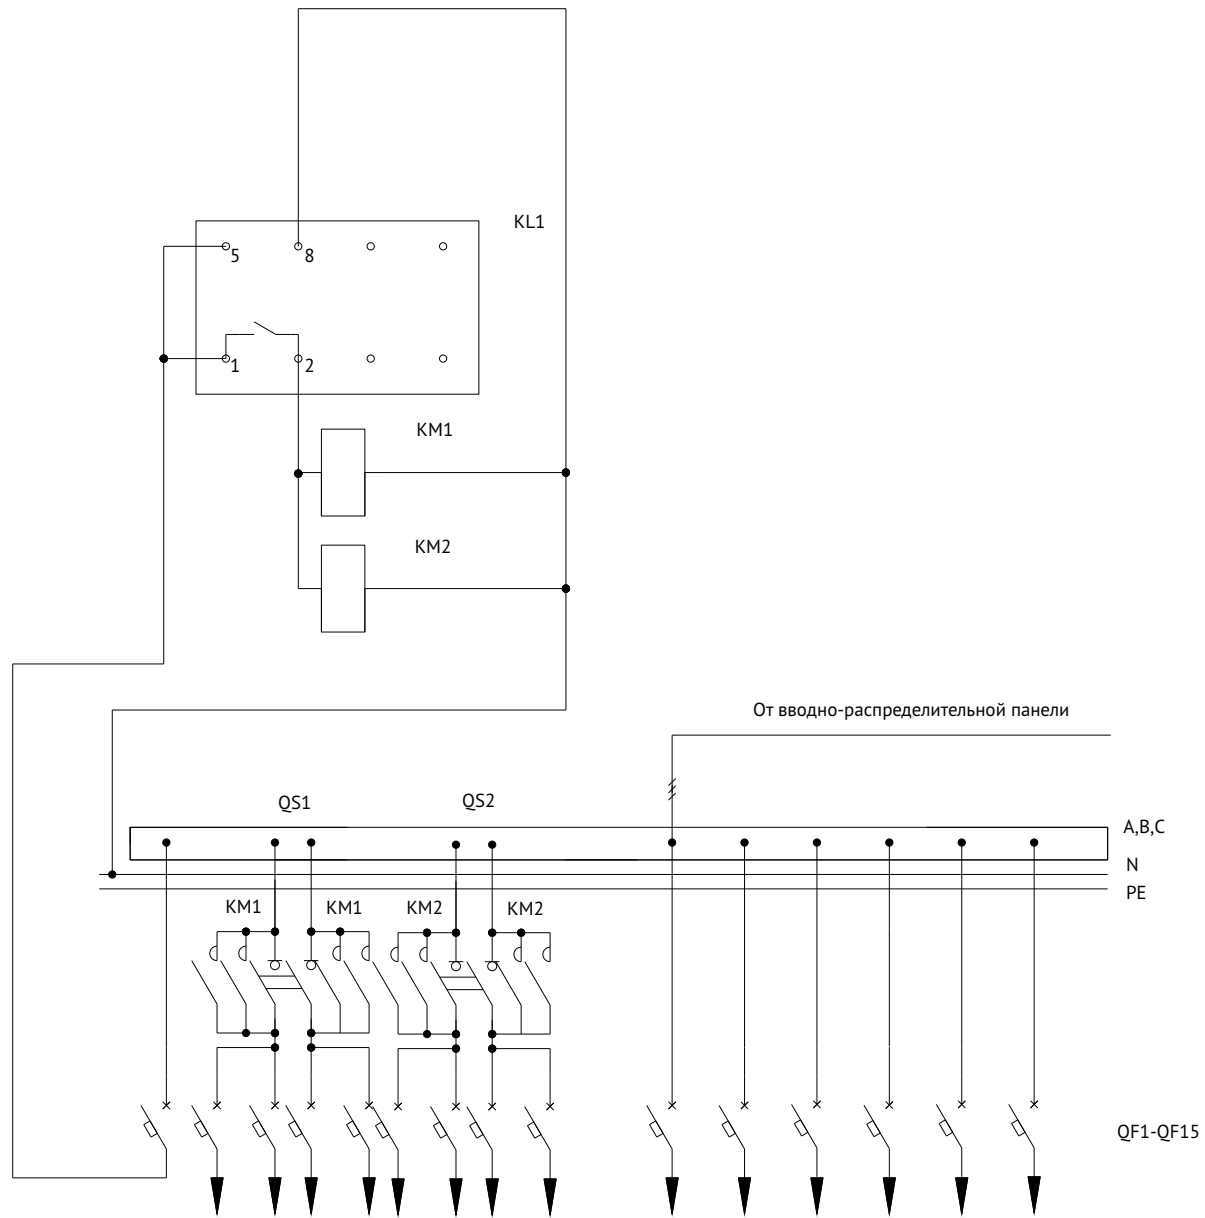 KL1
5
8
1
2
KM1
KM2
От вводно-распределительной панели
QS1
QS2
A,B,C
N
PE
KM1
KM1
KM2
KM2
QF1-QF15